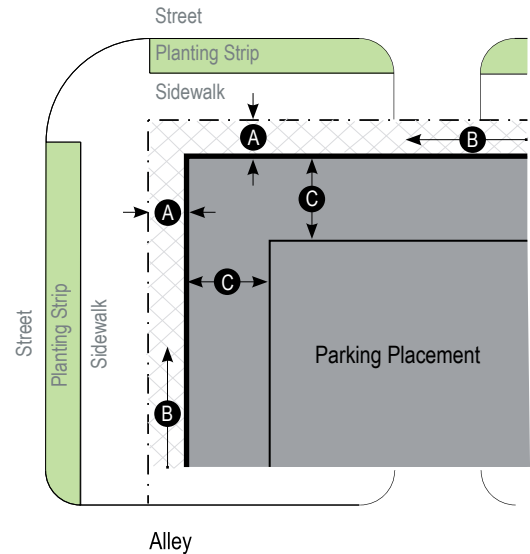 Street
Planting Strip
Sidewalk
A
B
C
A
C
Parking Placement
Street
Planting Strip
Sidewalk
B
Alley